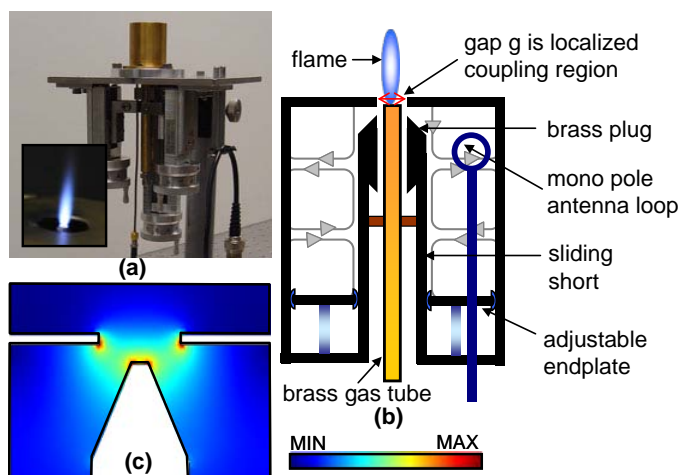 (a)
flame
gap g is localized
coupling region
brass plug
mono pole
antenna loop
sliding
short
adjustable
endplate
brass gas tube
(b)
(c)
MIN MAX